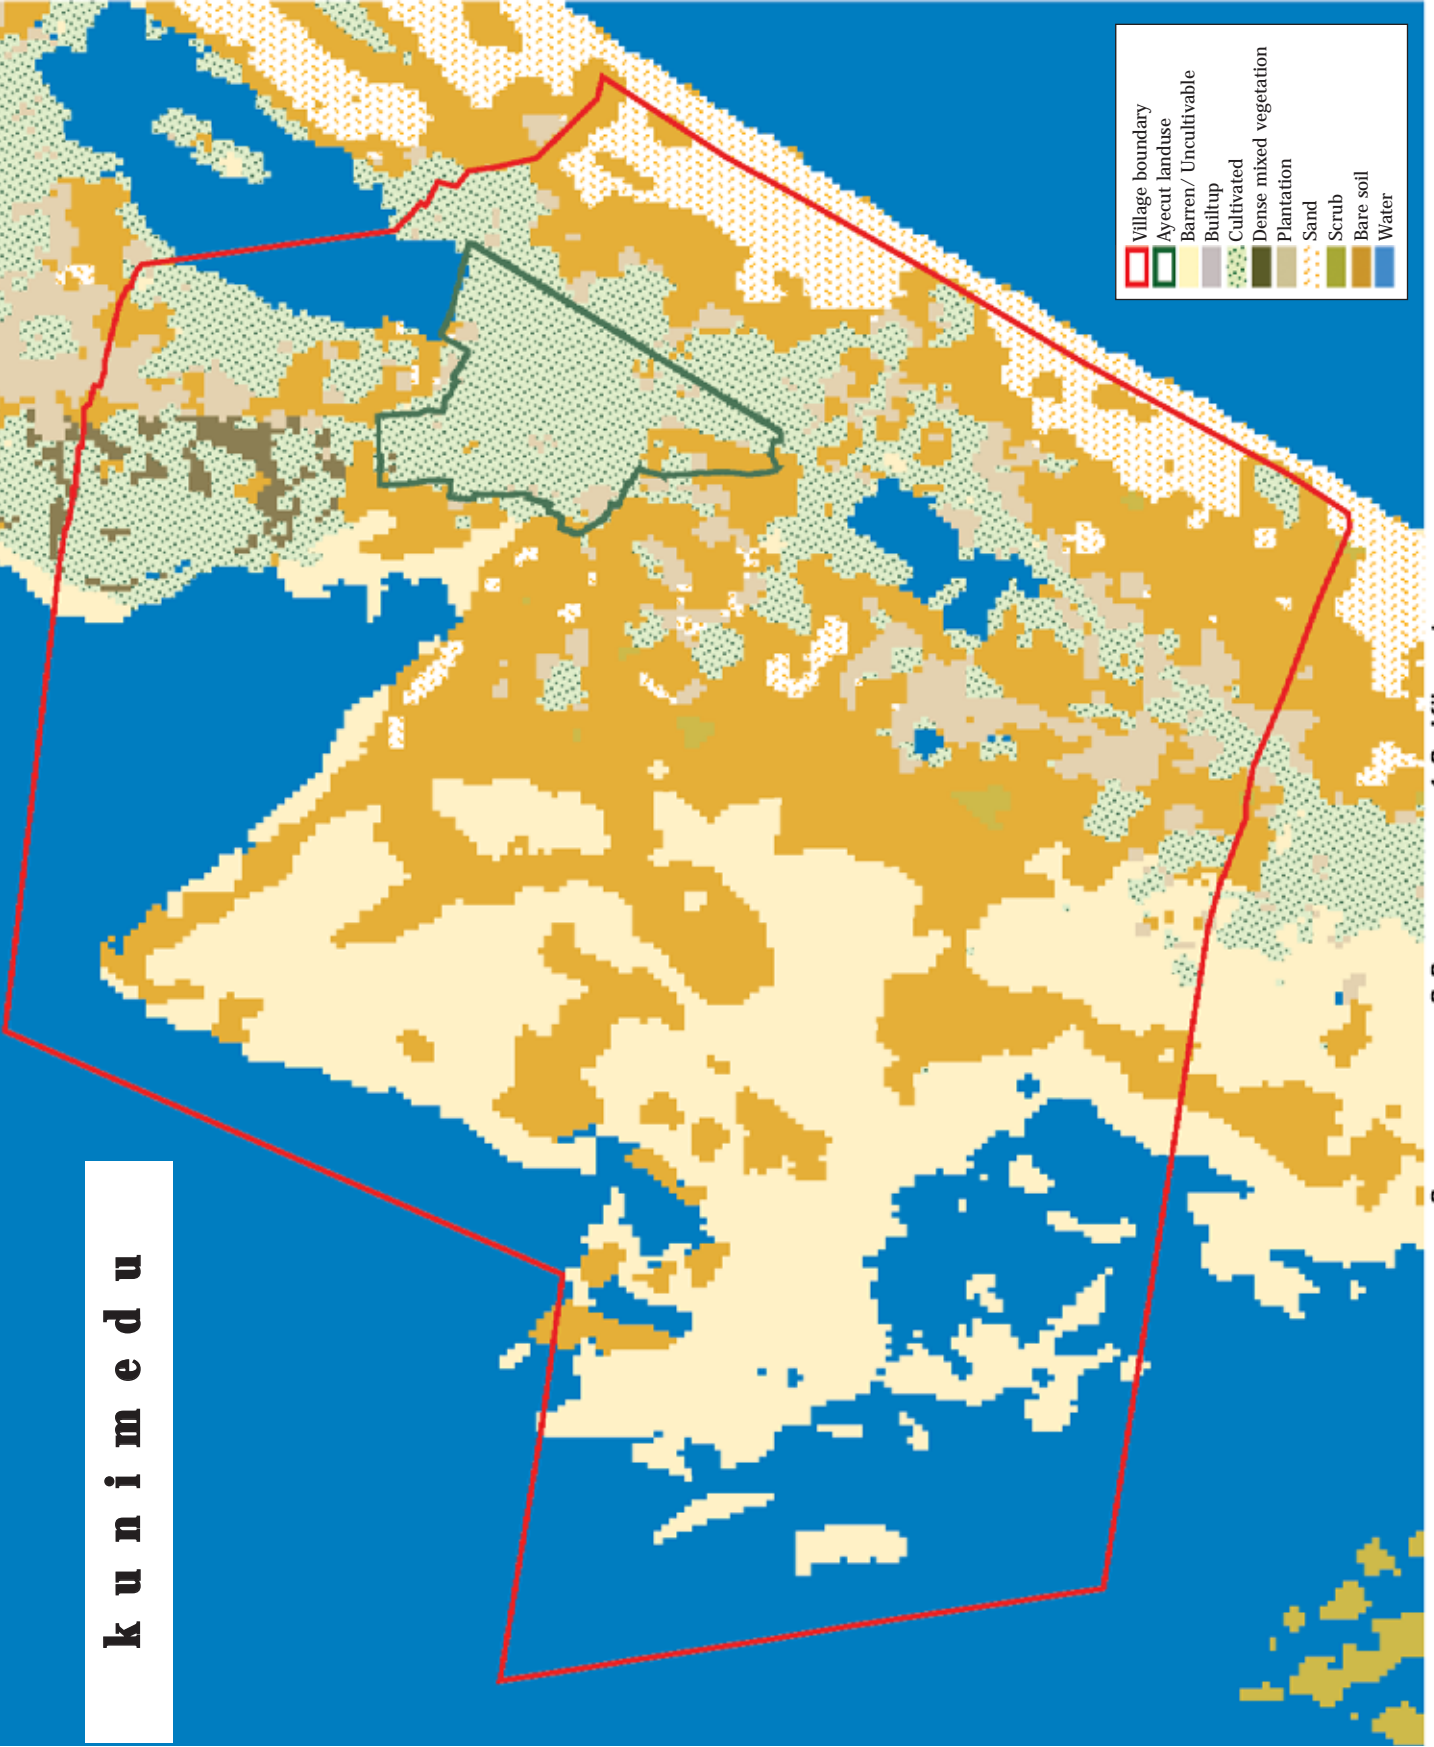 kunimedu
Village boundary
Ayecut landuse
Barren/ Uncultivable
Builtup
Cultivated
Dense mixed vegetation
Plantation
Sand
Scrub
Bare soil
Water